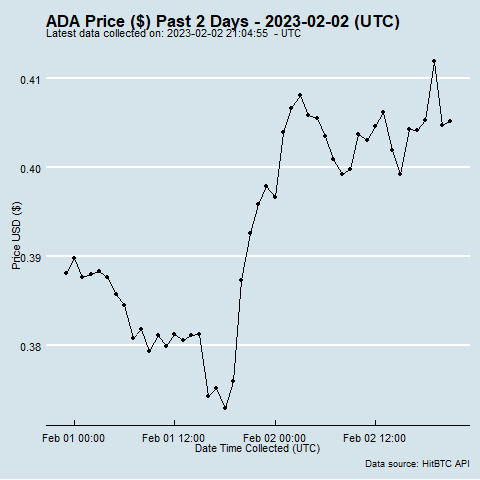 ADA Price ($) Past 2 Days - 2023-02-02 (UTC)
Latest data collected on: 2023-02-02 21:04:55  - UTC
0.41
0.40
0.39
0.38
Price USD ($)
Feb 01 00:00
Feb 01 12:00
Feb 02 00:00
Feb 02 12:00
Date Time Collected (UTC)
Data source: HitBTC API